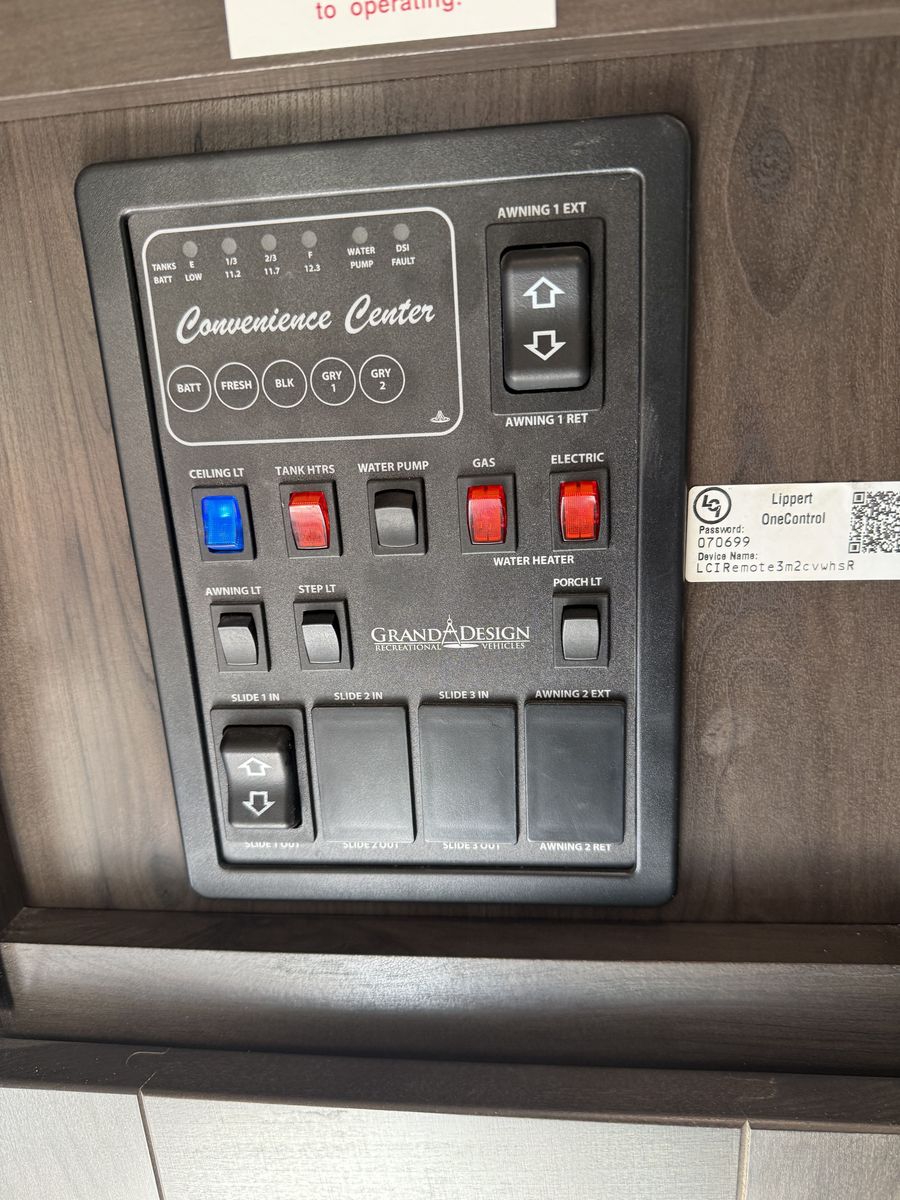 to operating.
AWNING 1 EXT
TANKS E 1/3 2/3 F WATER PUMP DSI FAULT
BATT LOW 11.2 11.7 12.3
Convenience Center
BATT FRESH BLK GRY 1 GRY 2
AWNING 1 RET
CEILING LT TANK HTRS WATER PUMP GAS ELECTRIC
WATER HEATER
AWNING LT STEP LT PORCH LT
GRAND DESIGN
RECREATIONAL VEHICLES
SLIDE 1 IN SLIDE 2 IN SLIDE 3 IN AWNING 2 EXT
SLIDE 1 OUT SLIDE 2 OUT SLIDE 3 OUT AWNING 2 RET
LCI
Lippert
OneControl
Password:
070699
Device Name:
LCIRemote3m2cvwhsR